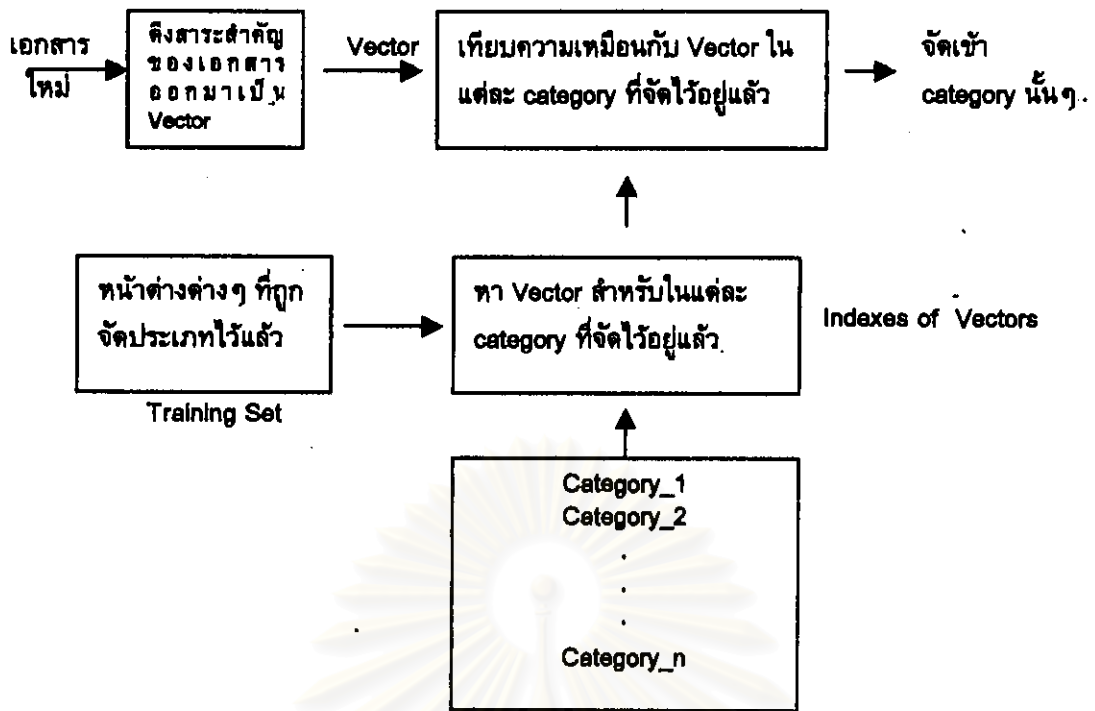 เอกสาร
ใหม่
ดึงสาระสำคัญ
ของเอกสาร
ออกมาเป็น
Vector
Vector
เทียบความเหมือนกับ Vector ใน
แต่ละ category ที่จัดไว้อยู่แล้ว
จัดเข้า
category นั้นๆ.
หน้าต่างต่างๆ ที่ถูก
จัดประเภทไว้แล้ว
Training Set
หา Vector สำหรับในแต่ละ
category ที่จัดไว้อยู่แล้ว
Indexes of Vectors
Category_1
Category_2
.
.
.
Category_n